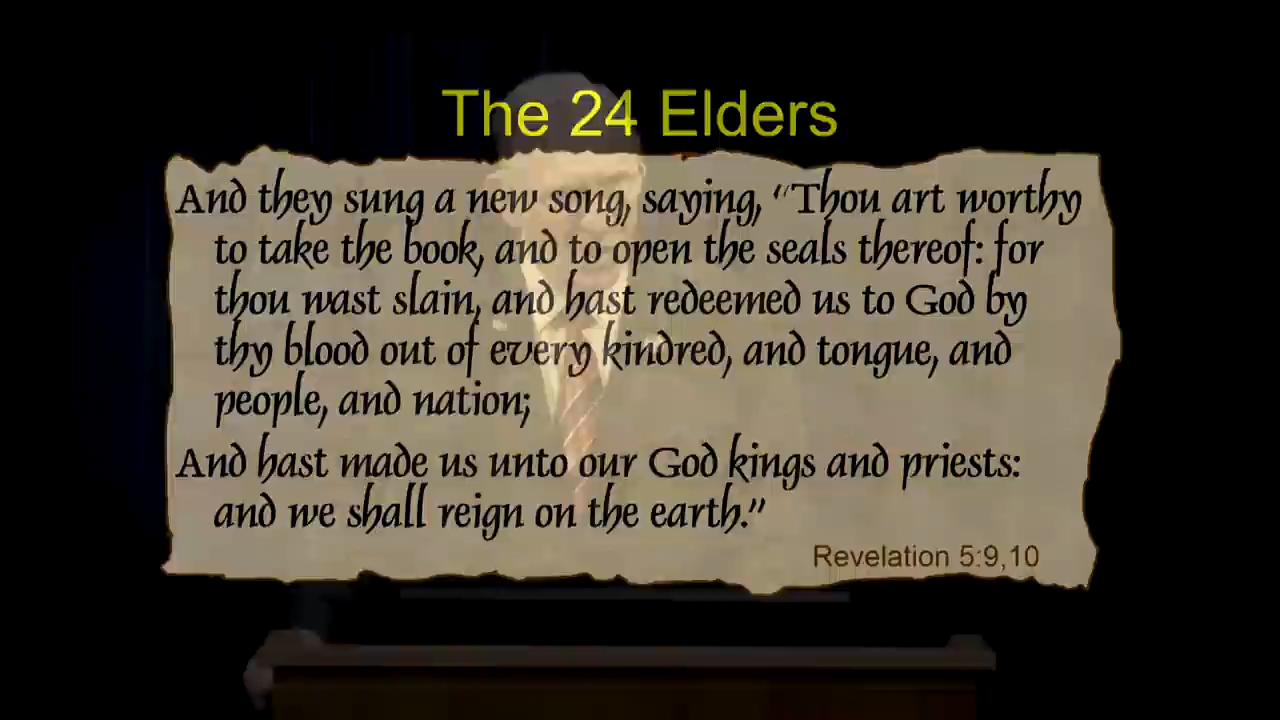 The 24 Elders
And they sung a new song, saying, “Thou art worthy
to take the book, and to open the seals thereof: for
thou wast slain, and hast redeemed us to God by
thy blood out of every kindred, and tongue, and
people, and nation;
And hast made us unto our God kings and priests:
and we shall reign on the earth.”
Revelation 5:9,10